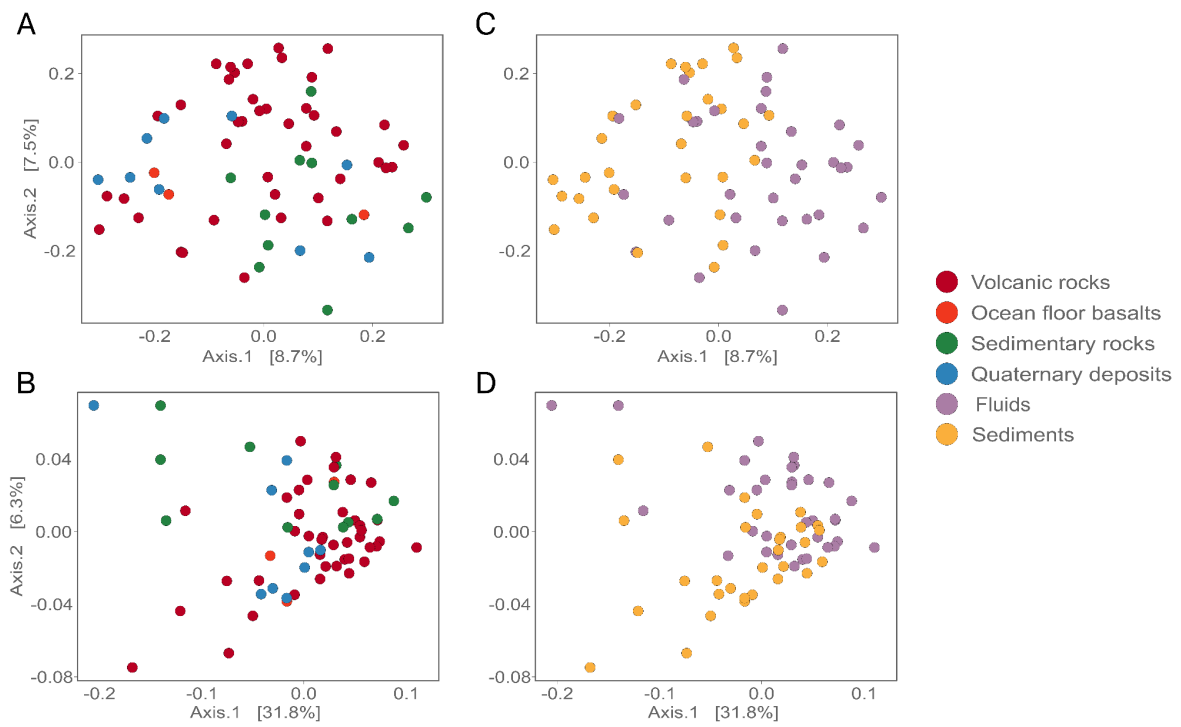 A
C
0.2
0.0
-0.2
Axis.2 [7.5%]
-0.2
0.0
0.2
Axis.1 [8.7%]
0.2
0.0
-0.2
-0.2
0.0
0.2
Axis.1 [8.7%]
Volcanic rocks
Ocean floor basalts
Sedimentary rocks
Quaternary deposits
Fluids
Sediments
B
D
0.04
0.00
-0.04
-0.08
Axis.2 [6.3%]
-0.2
-0.1
0.0
0.1
Axis.1 [31.8%]
0.04
0.00
-0.04
-0.08
-0.2
-0.1
0.0
0.1
Axis.1 [31.8%]